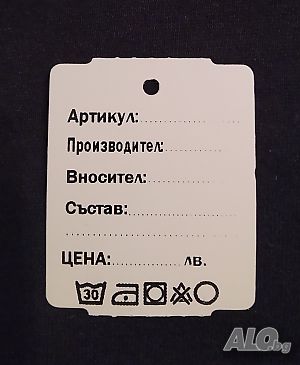 Артикул:
Производител:
Вносител:
Състав:
ЦЕНА: лв.
30
ALO.bg